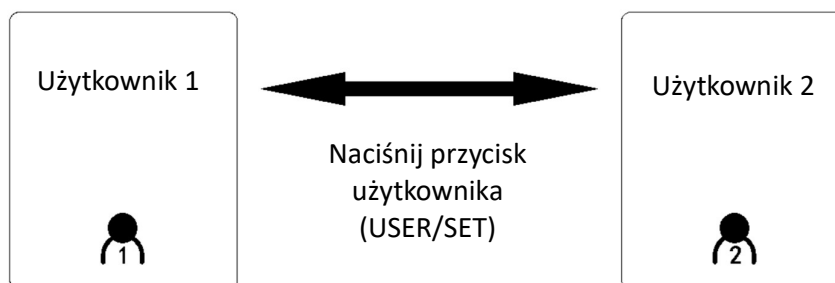 Użytkownik 1
Użytkownik 2
Naciśnij przycisk
użytkownika
(USER/SET)
1
2